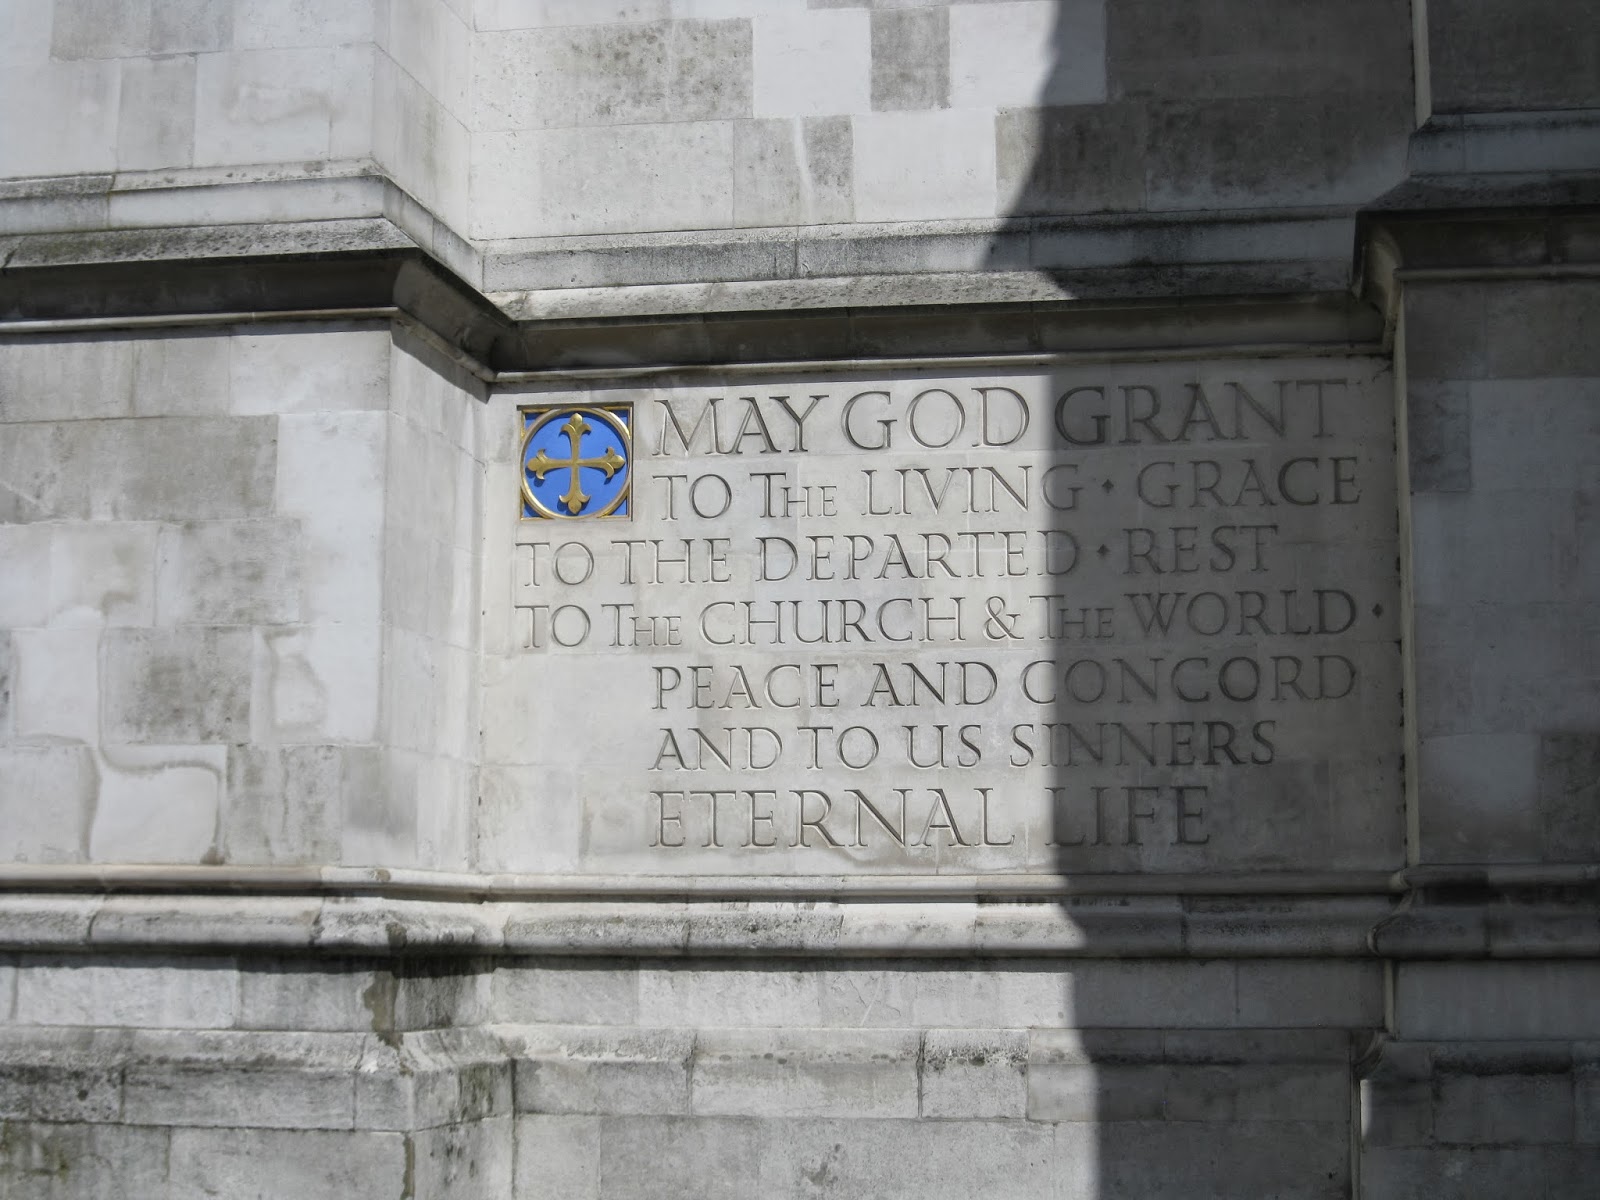 MAY GOD GRANT
TO THE LIVING · GRACE
TO THE DEPARTED · REST
TO THE CHURCH & THE WORLD ·
PEACE AND CONCORD
AND TO US SINNERS
ETERNAL LIFE